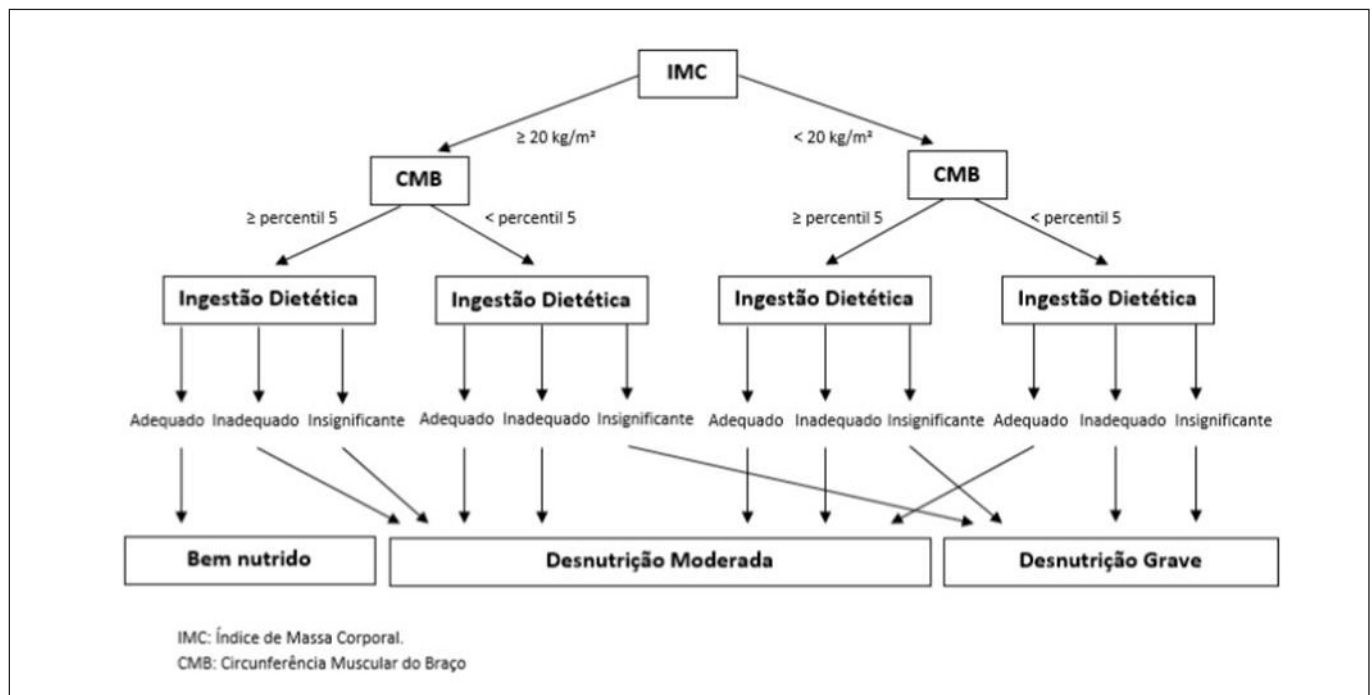 IMC
≥ 20 kg/m²
< 20 kg/m²
CMB
CMB
≥ percentil 5
< percentil 5
≥ percentil 5
< percentil 5
Ingestão Dietética
Ingestão Dietética
Ingestão Dietética
Ingestão Dietética
Adequado Inadequado Insignificante
Adequado Inadequado Insignificante
Adequado Inadequado Insignificante
Adequado Inadequado Insignificante
Bem nutrido
Desnutrição Moderada
Desnutrição Grave
IMC: Índice de Massa Corporal.
CMB: Circunferência Muscular do Braço